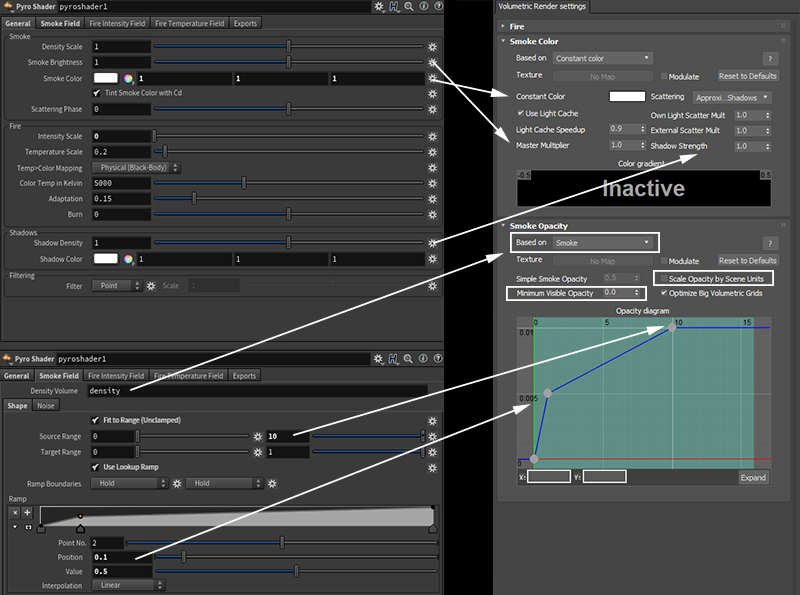 Pyro Shader pyroshader1
General Smoke Field Fire Intensity Field Fire Temperature Field Exports
Smoke
Density Scale 1
Smoke Brightness 1
Smoke Color 1 1 1
Tint Smoke Color with Cd
Scattering Phase 0
Fire
Intensity Scale 0
Temperature Scale 0.2
Temp>Color Mapping Physical (Black-Body)
Color Temp in Kelvin 5000
Adaptation 0.15
Burn 0
Shadows
Shadow Density 1
Shadow Color 1 1 1
Filtering
Filter Point Scale 1
Pyro Shader pyroshader1
General Smoke Field Fire Intensity Field Fire Temperature Field Exports
Density Volume density
Shape Noise
Fit to Range (Unclamped)
Source Range 0 10
Target Range 0 1
Use Lookup Ramp
Ramp Boundaries Hold Hold
Ramp
Point No. 2
Position 0.1
Value 0.5
Interpolation Linear
Volumetric Render settings
Fire
Smoke Color
Based on Constant color ?
Texture No Map Modulate Reset to Defaults
Constant Color Scattering Approxi...Shadows
Use Light Cache Own Light Scatter Mult 1.0
Light Cache Speedup 0.9 External Scatter Mult 1.0
Master Multiplier 1.0 Shadow Strength 1.0
Color gradient
-0.5 0.5
Inactive
Smoke Opacity
Based on Smoke ?
Texture No Map Modulate Reset to Defaults
Simple Smoke Opacity 0.5 Scale Opacity by Scene Units
Minimum Visible Opacity 0.0 Optimize Big Volumetric Grids
Opacity diagram
0 5 10 15
0.01
0.005
0
X: Y: Expand